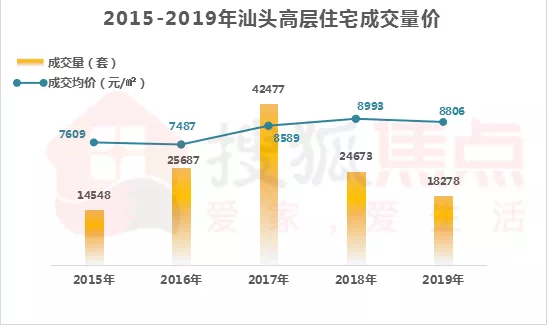 2015-2019年汕头高层住宅成交量价
成交量（套）
成交均价（元/㎡）
42477
8993
8806
7609
7487
8589
25687
24673
18278
14548
搜狐焦点
爱家，爱生活
2015年 2016年 2017年 2018年 2019年